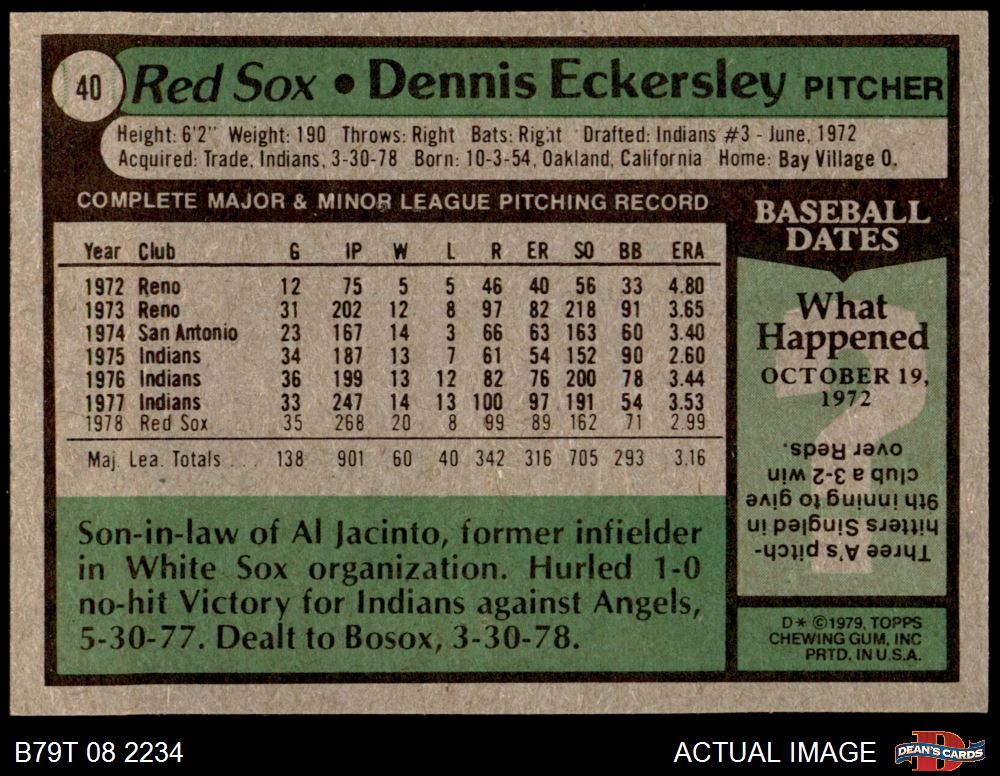 40 Red Sox • Dennis Eckersley PITCHER
Height: 6'2" Weight: 190 Throws: Right Bats: Right Drafted: Indians #3 - June, 1972
Acquired: Trade, Indians, 3-30-78 Born: 10-3-54, Oakland, California Home: Bay Village O.
COMPLETE MAJOR & MINOR LEAGUE PITCHING RECORD
Year Club G IP W L R ER SO BB ERA
1972 Reno 12 75 5 5 46 40 56 33 4.80
1973 Reno 31 202 12 8 97 82 218 91 3.65
1974 San Antonio 23 167 14 3 66 63 163 60 3.40
1975 Indians 34 187 13 7 61 54 152 90 2.60
1976 Indians 36 199 13 12 82 76 200 78 3.44
1977 Indians 33 247 14 13 100 97 191 54 3.53
1978 Red Sox 35 268 20 8 99 89 162 71 2.99
Maj. Lea. Totals ... 138 901 60 40 342 316 705 293 3.16
Son-in-law of Al Jacinto, former infielder
in White Sox organization. Hurled 1-0
no-hit Victory for Indians against Angels,
5-30-77. Dealt to Bosox, 3-30-78.
BASEBALL
DATES
What
Happened
OCTOBER 19,
1972
Three A's pitch-
hitters Singled in
9th inning to give
club a 3-2 win
over Reds.
D* ©1979, TOPPS
CHEWING GUM, INC
PRTD. IN U.S.A.
B79T 08 2234
ACTUAL IMAGE
DEAN'S CARDS